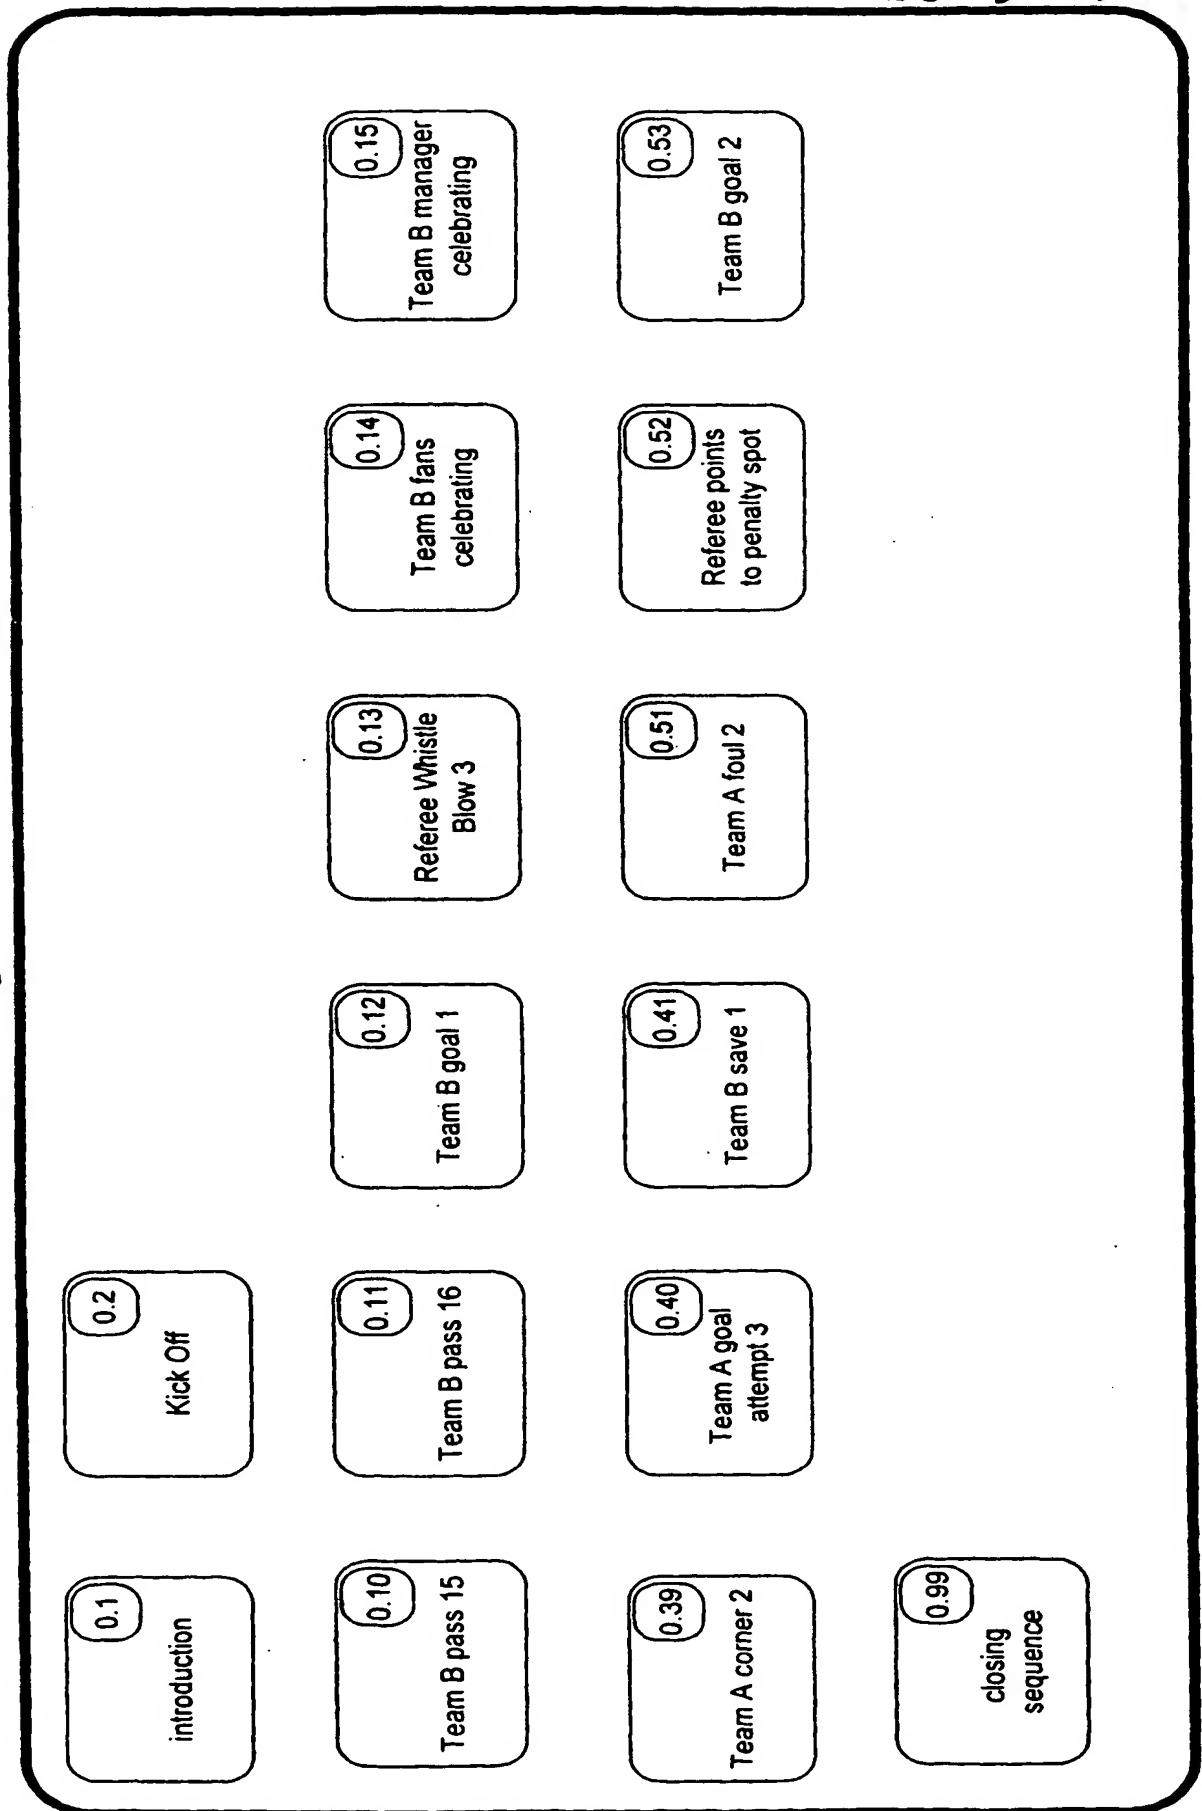 0.1
introduction
0.2
Kick Off
0.10
Team B pass 15
0.11
Team B pass 16
0.12
Team B goal 1
0.13
Referee Whistle
Blow 3
0.14
Team B fans
celebrating
0.15
Team B manager
celebrating
0.39
Team A corner 2
0.40
Team A goal
attempt 3
0.41
Team B save 1
0.51
Team A foul 2
0.52
Referee points
to penalty spot
0.53
Team B goal 2
0.99
closing
sequence